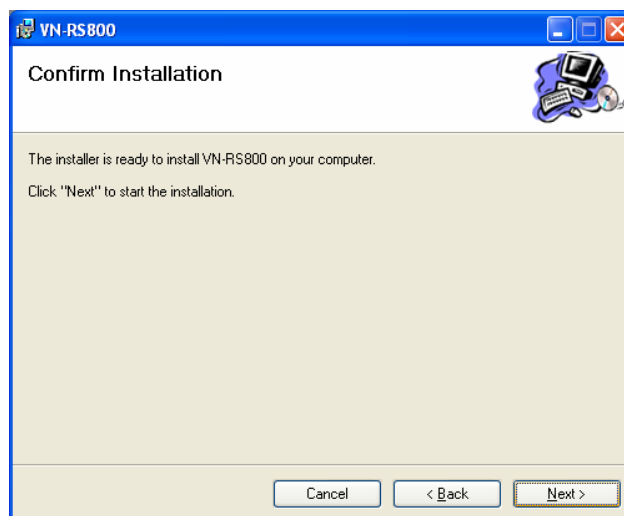 VN-RS800
Confirm Installation
The installer is ready to install VN-RS800 on your computer.
Click "Next" to start the installation.
Cancel
< Back
Next >